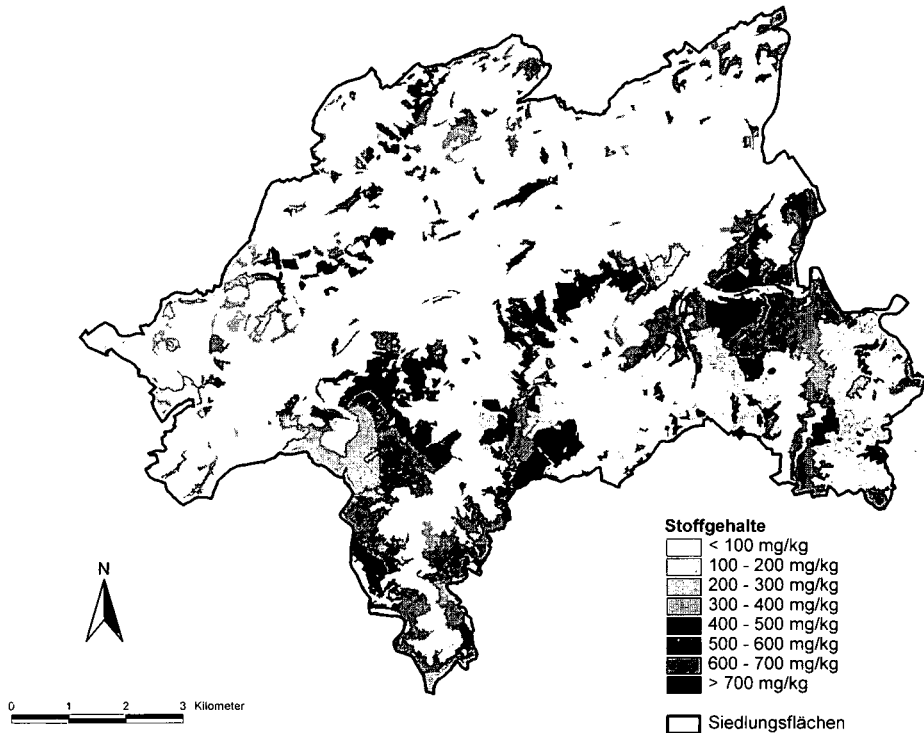 Stoffgehalte
< 100 mg/kg
100 - 200 mg/kg
200 - 300 mg/kg
300 - 400 mg/kg
400 - 500 mg/kg
500 - 600 mg/kg
600 - 700 mg/kg
> 700 mg/kg
Siedlungsflächen
N
0 1 2 3 Kilometer